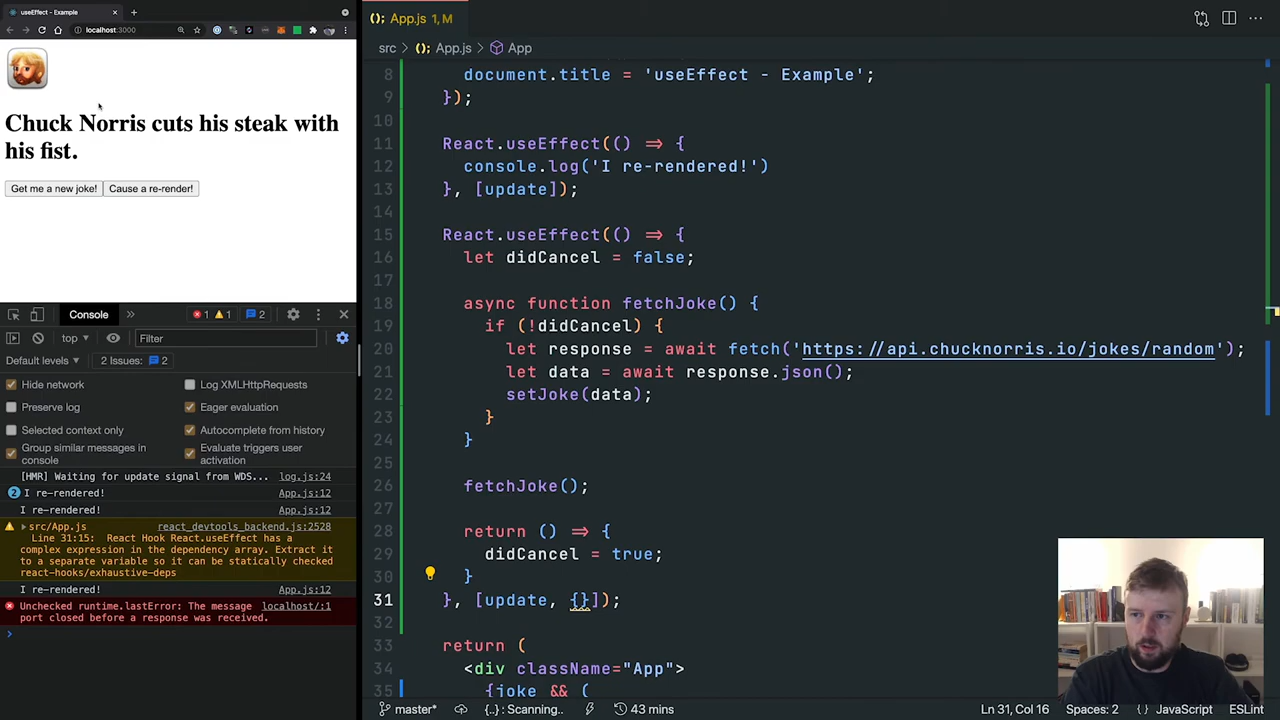 useEffect - Example
localhost:3000
Chuck Norris cuts his steak with
his fist.
Get me a new joke! Cause a re-render!
Console 1 1 2
top Filter
Default levels 2 Issues: 2
Hide network Log XMLHttpRequests
Preserve log Eager evaluation
Selected context only Autocomplete from history
Group similar messages in
console
Evaluate triggers user
activation
[HMR] Waiting for update signal from WDS... log.js:24
2 I re-rendered! App.js:12
I re-rendered! App.js:12
src/App.js react_devtools_backend.js:2528
Line 31:15: React Hook React.useEffect has a
complex expression in the dependency array. Extract it
to a separate variable so it can be statically checked
react-hooks/exhaustive-deps
I re-rendered! App.js:12
Unchecked runtime.lastError: The message localhost/:1
port closed before a response was received.
App.js 1, M
src > App.js > App
8 document.title = 'useEffect - Example';
9 });
10
11 React.useEffect(() => {
12 console.log('I re-rendered!')
13 }, [update]);
14
15 React.useEffect(() => {
16 let didCancel = false;
17
18 async function fetchJoke() {
19 if (!didCancel) {
20 let response = await fetch('https://api.chucknorris.io/jokes/random');
21 let data = await response.json();
22 setJoke(data);
23 }
24 }
25
26 fetchJoke();
27
28 return () => {
29 didCancel = true;
30 }
31 }, [update, {}]);
32
33 return (
34 <div className="App">
35 {joke && (
master* {..}: Scanning.. 43 mins Ln 31, Col 16 Spaces: 2 {} JavaScript ESLint